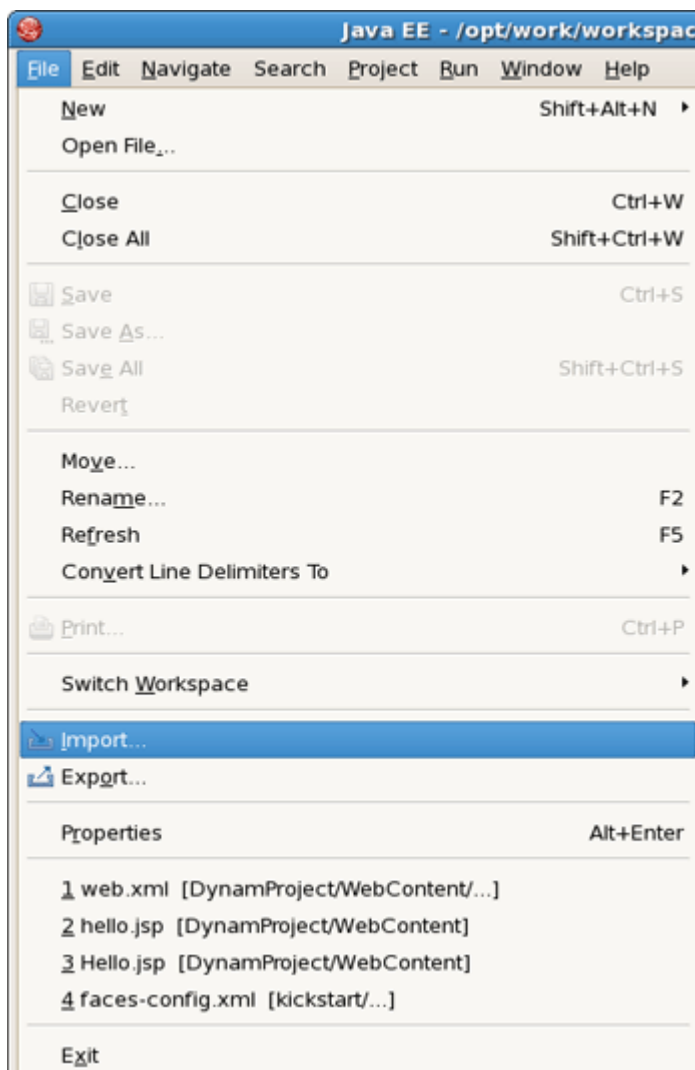 Java EE - /opt/work/workspac
File Edit Navigate Search Project Run Window Help
New Shift+Alt+N
Open File...
Close Ctrl+W
Close All Shift+Ctrl+W
Save Ctrl+S
Save As...
Save All Shift+Ctrl+S
Revert
Move...
Rename... F2
Refresh F5
Convert Line Delimiters To
Print... Ctrl+P
Switch Workspace
Import...
Export...
Properties Alt+Enter
1 web.xml [DynamProject/WebContent/...]
2 hello.jsp [DynamProject/WebContent]
3 Hello.jsp [DynamProject/WebContent]
4 faces-config.xml [kickstart/...]
Exit